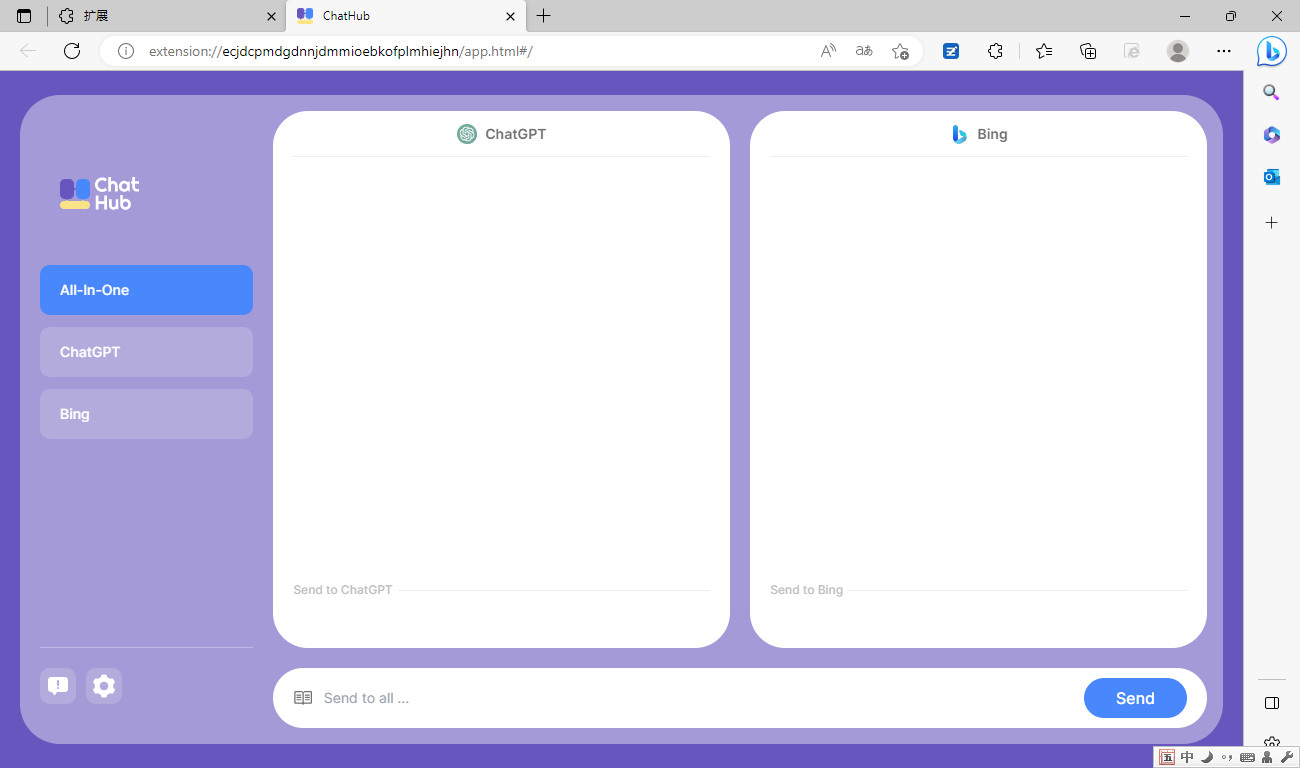 扩展
ChatHub
extension://ecjdcpmdgdnnjdmmioebkofplmhiejhn/app.html#/
Chat
Hub
All-In-One
ChatGPT
Bing
ChatGPT
Send to ChatGPT
Bing
Send to Bing
Send to all ...
Send
五 中